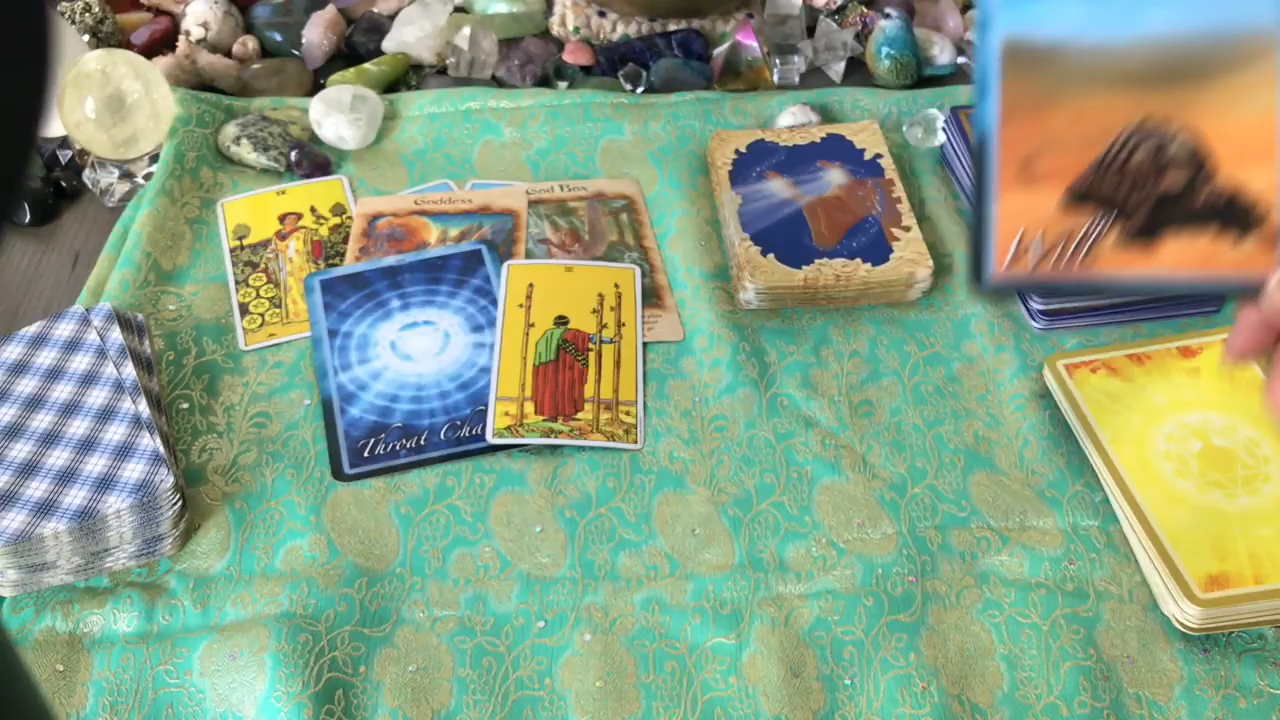 IX
Goddess
God Box
Throat Cha
III